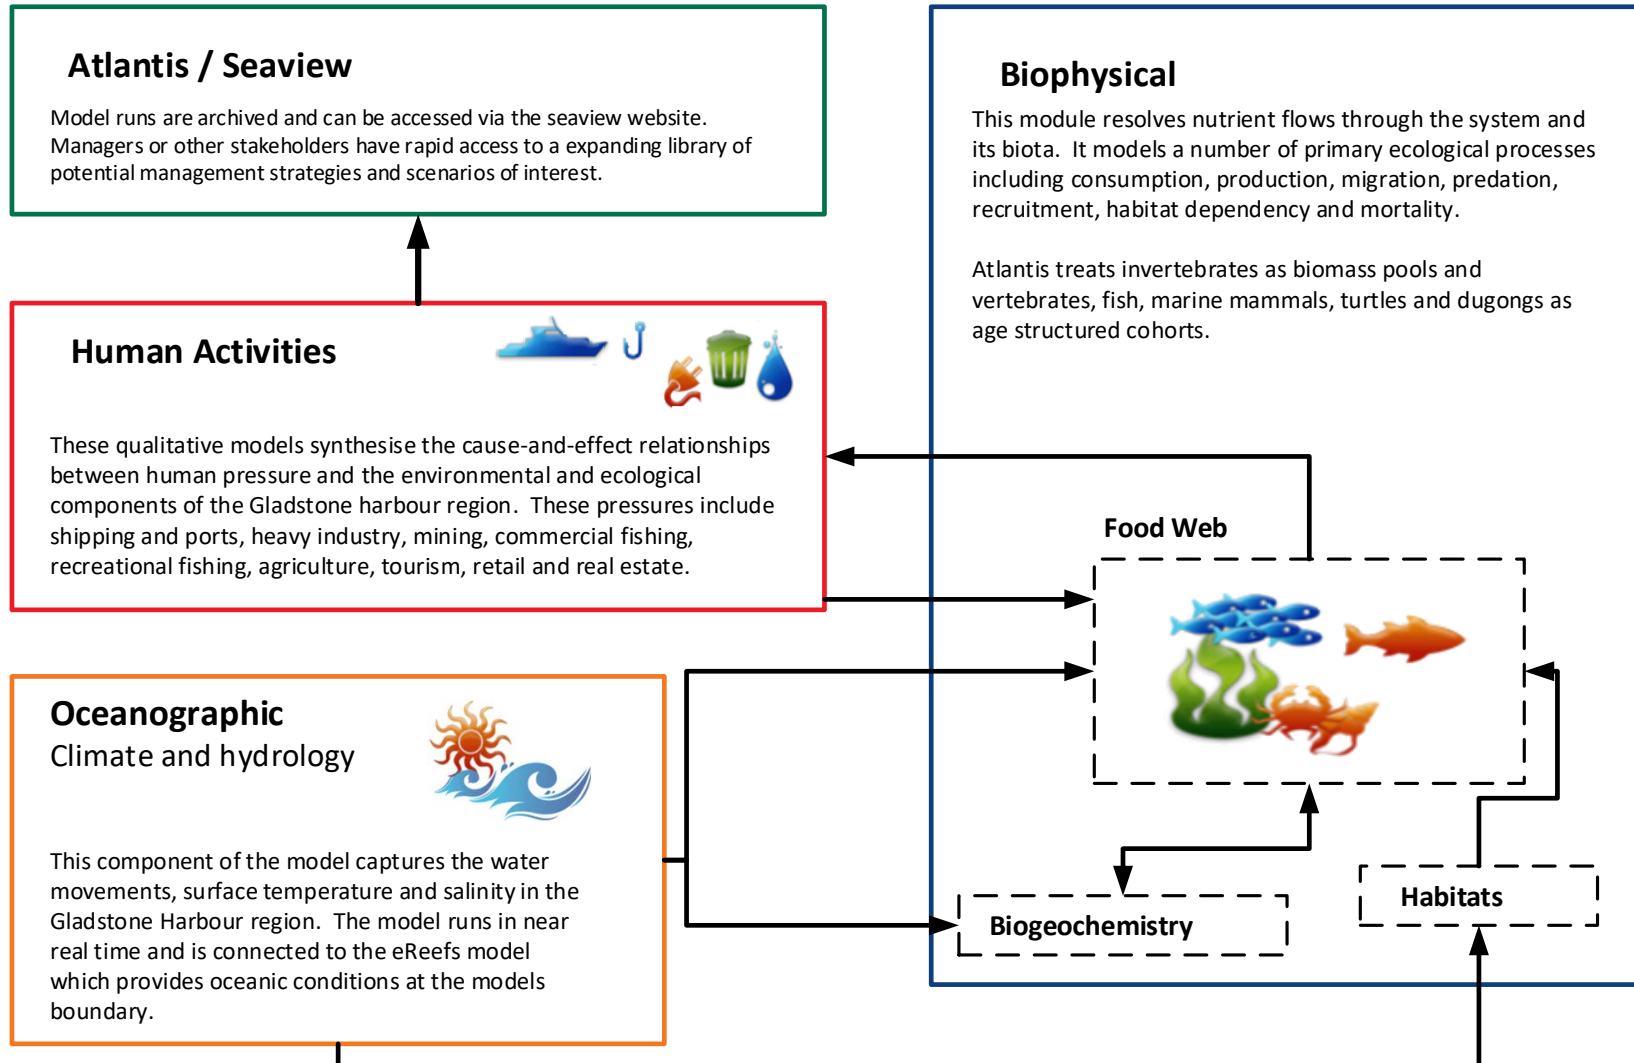 Atlantis / Seaview
Model runs are archived and can be accessed via the seaview website.
Managers or other stakeholders have rapid access to a expanding library of
potential management strategies and scenarios of interest.
Human Activities
These qualitative models synthesise the cause-and-effect relationships
between human pressure and the environmental and ecological
components of the Gladstone harbour region.  These pressures include
shipping and ports, heavy industry, mining, commercial fishing,
recreational fishing, agriculture, tourism, retail and real estate.
Oceanographic
Climate and hydrology
This component of the model captures the water
movements, surface temperature and salinity in the
Gladstone Harbour region.  The model runs in near
real time and is connected to the eReefs model
which provides oceanic conditions at the models
boundary.
Biophysical
This module resolves nutrient flows through the system and
its biota.  It models a number of primary ecological processes
including consumption, production, migration, predation,
recruitment, habitat dependency and mortality.
Atlantis treats invertebrates as biomass pools and
vertebrates, fish, marine mammals, turtles and dugongs as
age structured cohorts.
Food Web
Biogeochemistry
Habitats